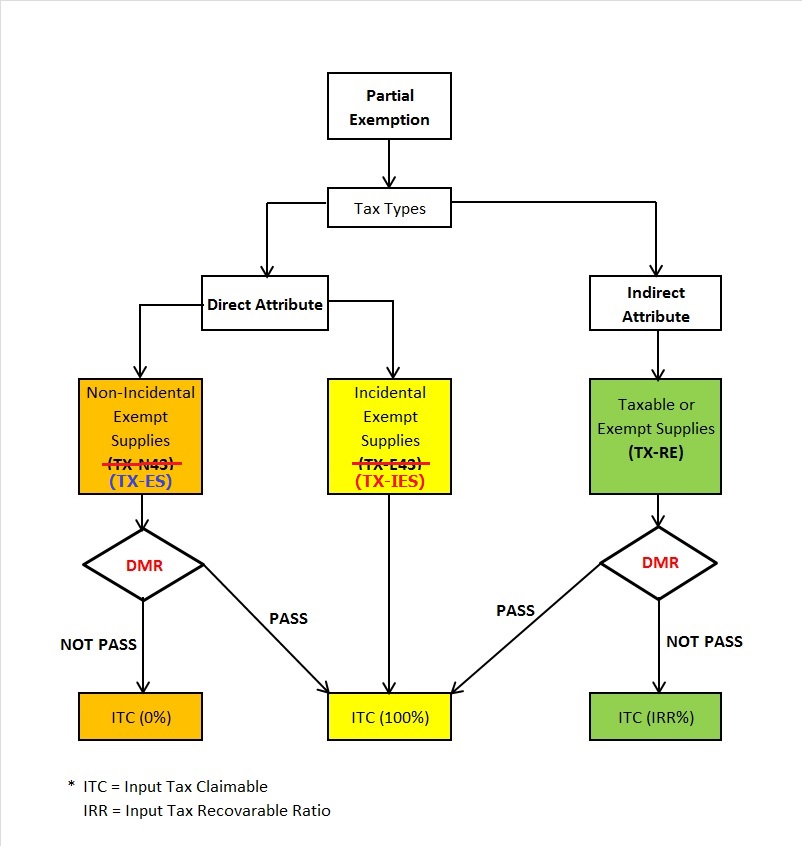 Partial
Exemption
Tax Types
Direct Attribute
Indirect
Attribute
Non-Incidental
Exempt
Supplies
(TX-N43)
(TX-ES)
Incidental
Exempt
Supplies
(TX-E43)
(TX-IES)
Taxable or
Exempt Supplies
(TX-RE)
DMR
DMR
PASS
PASS
NOT PASS
NOT PASS
ITC (0%)
ITC (100%)
ITC (IRR%)
* ITC = Input Tax Claimable
IRR = Input Tax Recovarable Ratio